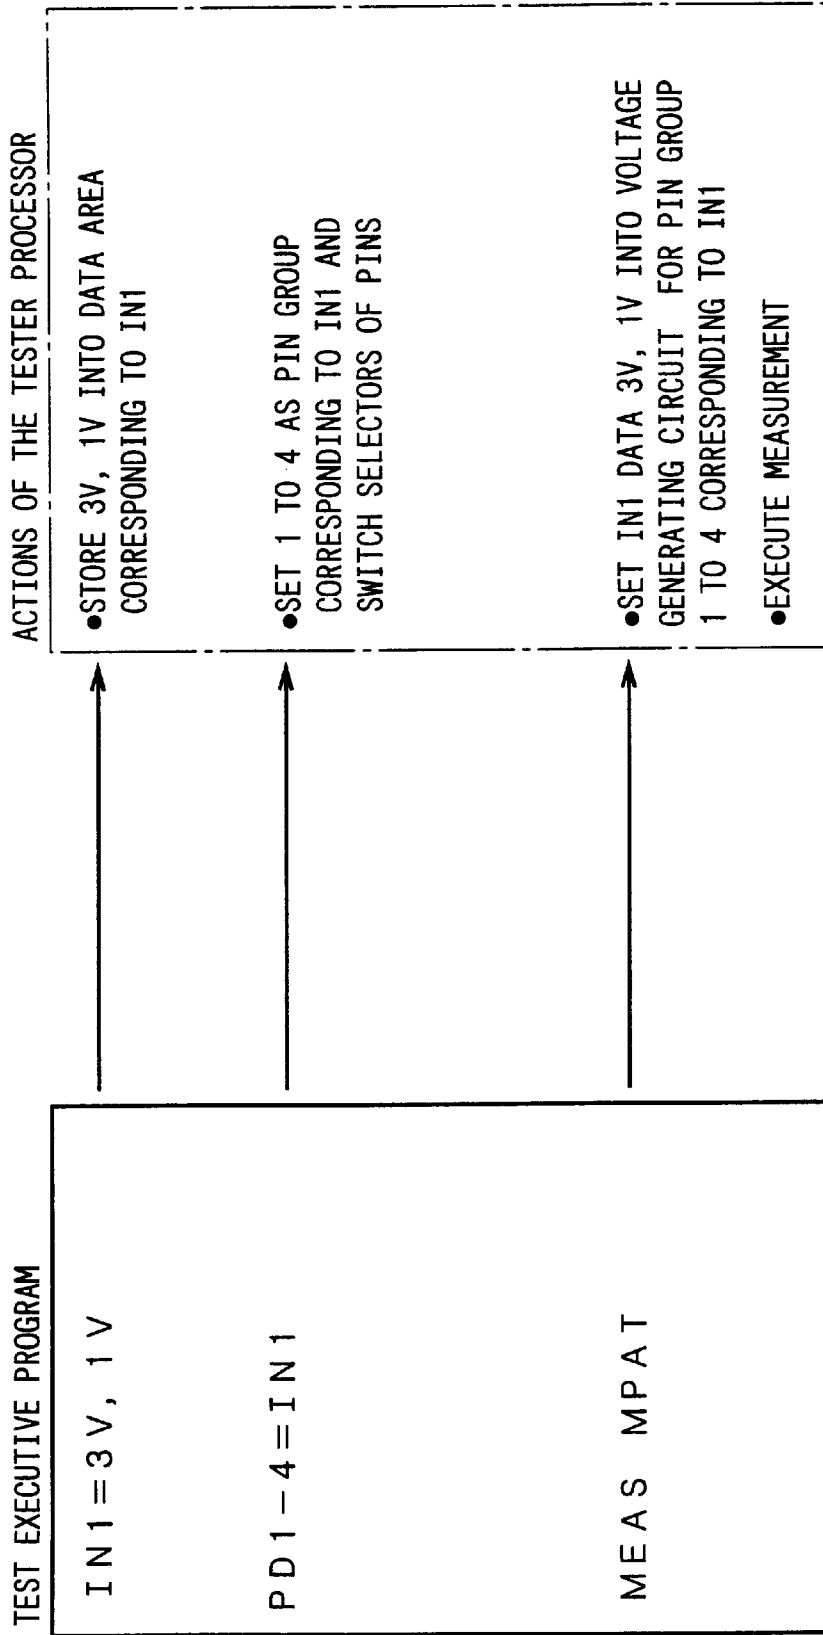 TEST EXECUTIVE PROGRAM
IN1=3V, 1V
PD1-4=IN1
MEAS MPAT
ACTIONS OF THE TESTER PROCESSOR
●STORE 3V, 1V INTO DATA AREA
CORRESPONDING TO IN1
●SET 1 TO 4 AS PIN GROUP
CORRESPONDING TO IN1 AND
SWITCH SELECTORS OF PINS
●SET IN1 DATA 3V, 1V INTO VOLTAGE
GENERATING CIRCUIT FOR PIN GROUP
1 TO 4 CORRESPONDING TO IN1
●EXECUTE MEASUREMENT